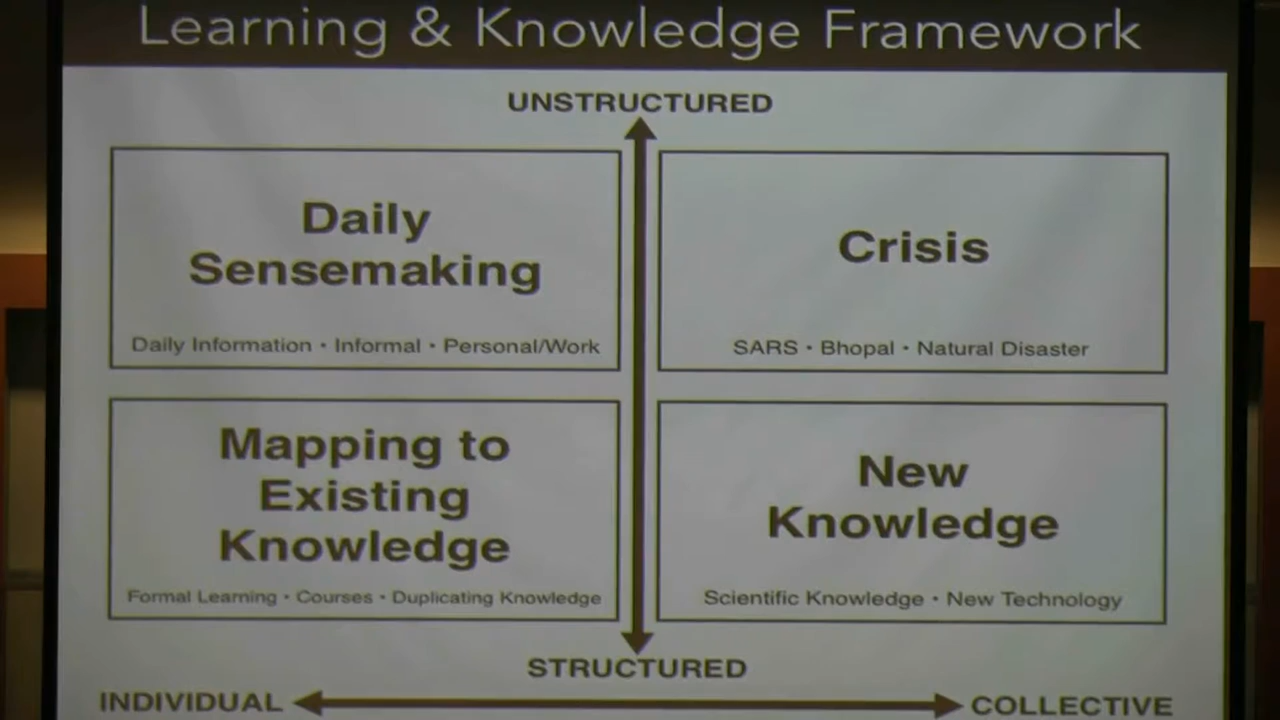 Learning & Knowledge Framework
UNSTRUCTURED
Daily
Sensemaking
Daily Information • Informal • Personal/Work
Crisis
SARS • Bhopal • Natural Disaster
Mapping to
Existing
Knowledge
Formal Learning • Courses • Duplicating Knowledge
New
Knowledge
Scientific Knowledge • New Technology
STRUCTURED
INDIVIDUAL
COLLECTIVE